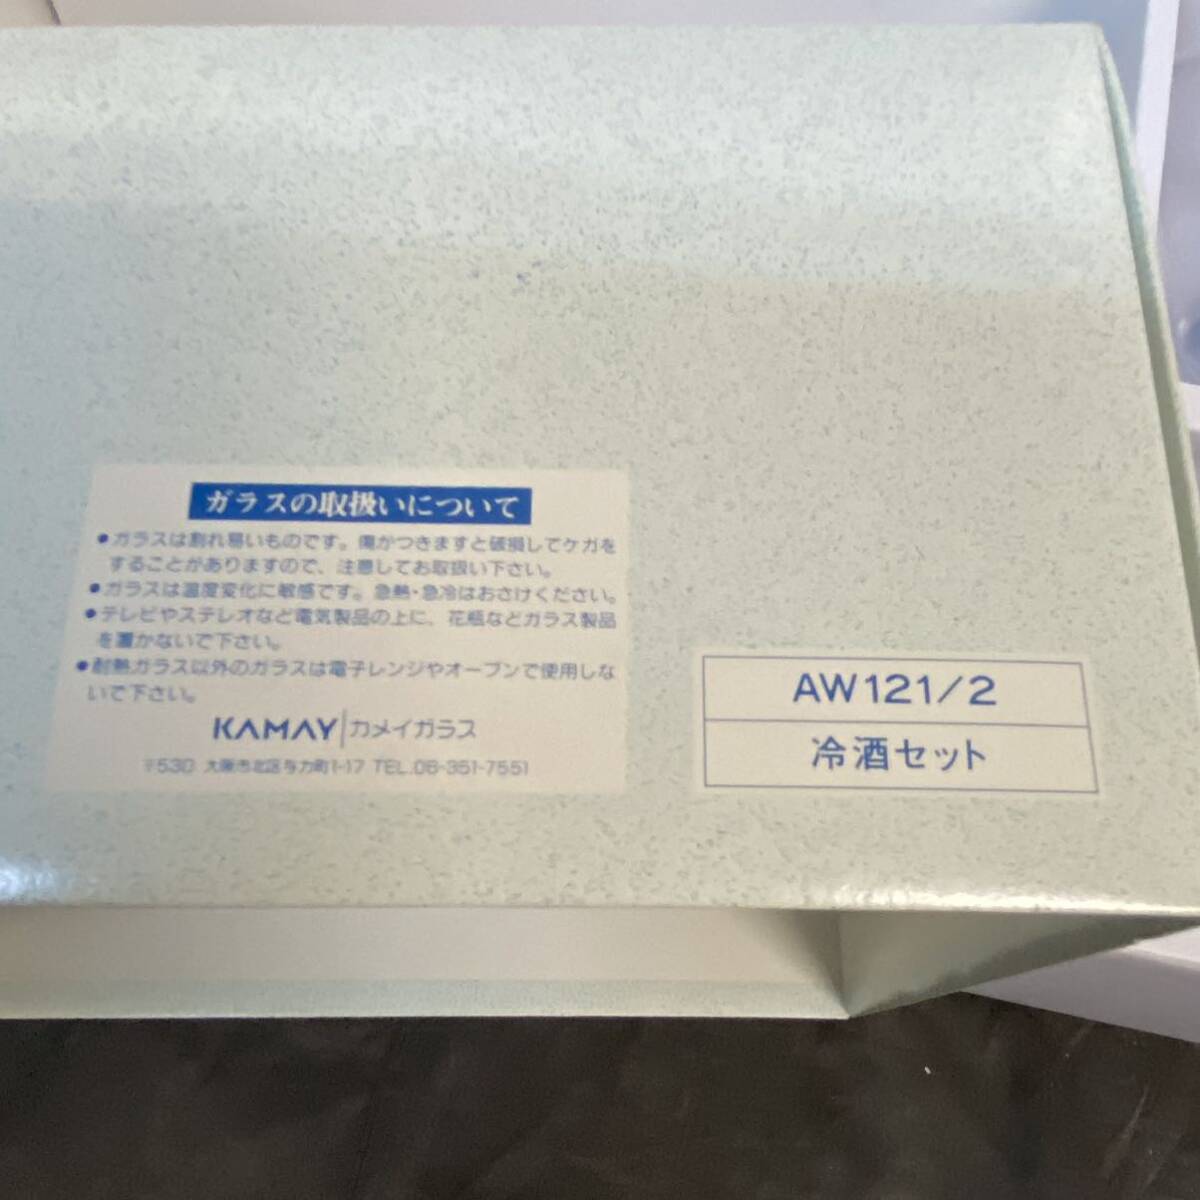 ガラスの取扱いについて
●ガラスは割れ易いものです。傷がつきますと破損してケガを
することがありますので、注意してお取扱い下さい。
●ガラスは温度変化に敏感です。急熱・急冷はおさけください。
●テレビやステレオなど電気製品の上に、花瓶などガラス製品
を置かないで下さい。
●耐熱ガラス以外のガラスは電子レンジやオーブンで使用しな
いで下さい。
KAMAY|カメイガラス
〒530 大阪市北区与力町1-17 TEL.06-351-7551
AW121/2
冷酒セット